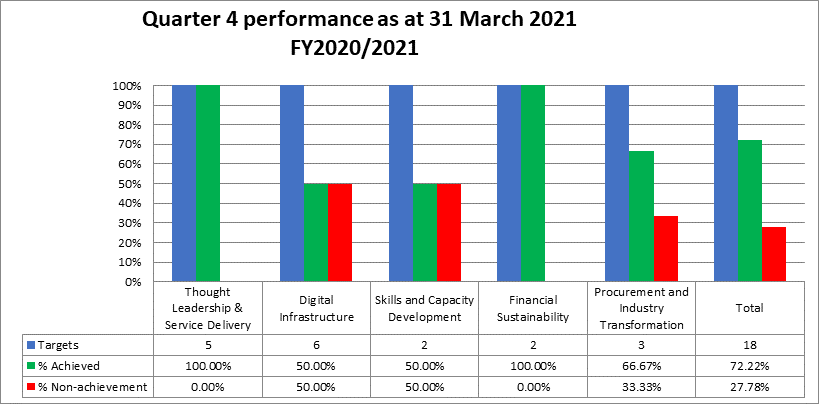 Quarter 4 performance as at 31 March 2021
FY2020/2021
100%
90%
80%
70%
60%
50%
40%
30%
20%
10%
0%
Thought Leadership & Service Delivery
Digital Infrastructure
Skills and Capacity Development
Financial Sustainability
Procurement and Industry Transformation
Total
Targets 5 6 2 2 3 18
% Achieved 100.00% 50.00% 50.00% 100.00% 66.67% 72.22%
% Non-achievement 0.00% 50.00% 50.00% 0.00% 33.33% 27.78%